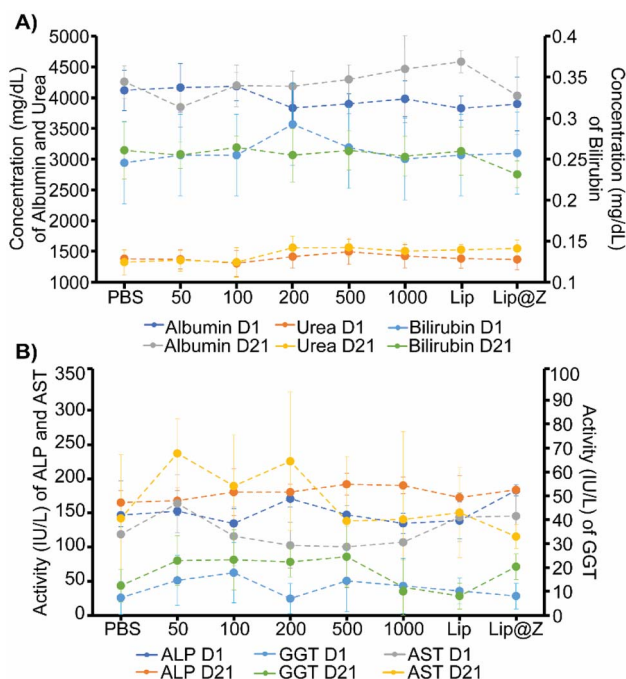 A)
Concentration (mg/dL)
of Albumin and Urea
5000
4500
4000
3500
3000
2500
2000
1500
1000
0.4
0.35
0.3
0.25
0.2
0.15
0.1
Concentration (mg/dL)
of Bilirubin
PBS 50 100 200 500 1000 Lip Lip@Z
Albumin D1 Urea D1 Bilirubin D1
Albumin D21 Urea D21 Bilirubin D21
B)
Activity (IU/L) of ALP and AST
350
300
250
200
150
100
50
0
100
90
80
70
60
50
40
30
20
10
0
Activity (IU/L) of GGT
PBS 50 100 200 500 1000 Lip Lip@Z
ALP D1 GGT D1 AST D1
ALP D21 GGT D21 AST D21